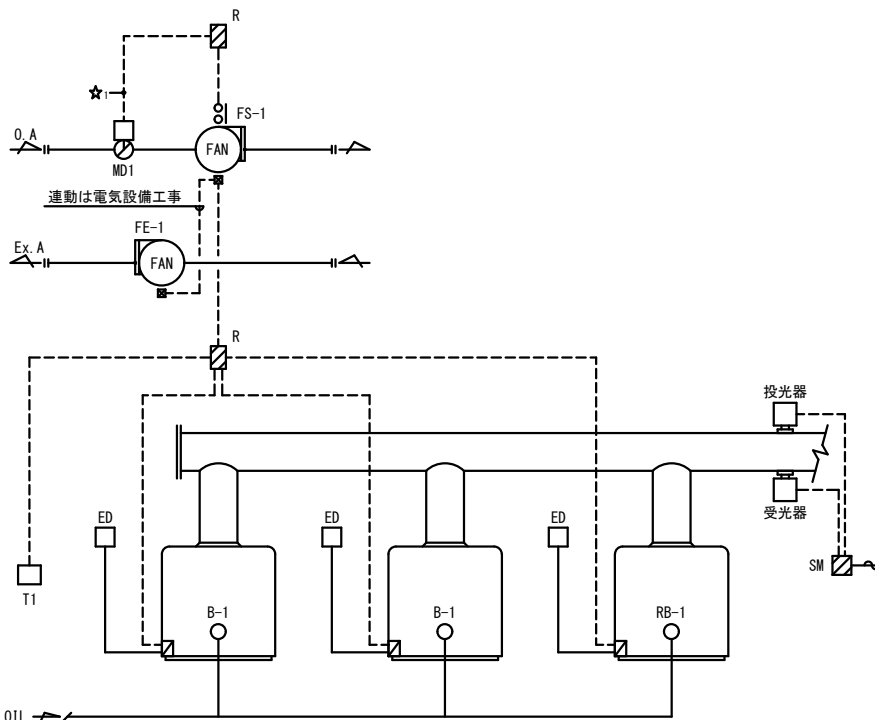 R
☆1
FS-1
O.A
FAN
MD1
連動は電気設備工事
FE-1
Ex.A
FAN
R
投光器
受光器
ED
ED
ED
T1
SM
B-1
B-1
RB-1
OIL